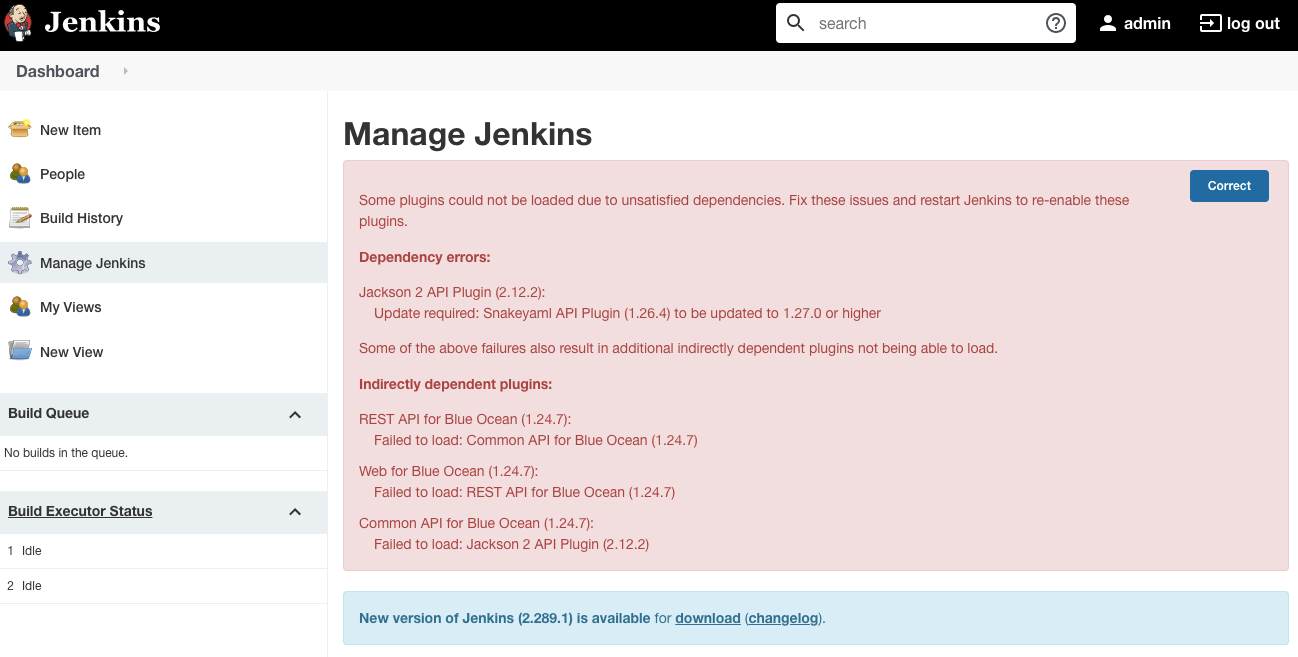 Jenkins
search
admin
log out
Dashboard
New Item
People
Build History
Manage Jenkins
My Views
New View
Build Queue
No builds in the queue.
Build Executor Status
1 Idle
2 Idle
Manage Jenkins
Correct
Some plugins could not be loaded due to unsatisfied dependencies. Fix these issues and restart Jenkins to re-enable these
plugins.
Dependency errors:
Jackson 2 API Plugin (2.12.2):
Update required: Snakeyaml API Plugin (1.26.4) to be updated to 1.27.0 or higher
Some of the above failures also result in additional indirectly dependent plugins not being able to load.
Indirectly dependent plugins:
REST API for Blue Ocean (1.24.7):
Failed to load: Common API for Blue Ocean (1.24.7)
Web for Blue Ocean (1.24.7):
Failed to load: REST API for Blue Ocean (1.24.7)
Common API for Blue Ocean (1.24.7):
Failed to load: Jackson 2 API Plugin (2.12.2)
New version of Jenkins (2.289.1) is available for download (changelog).